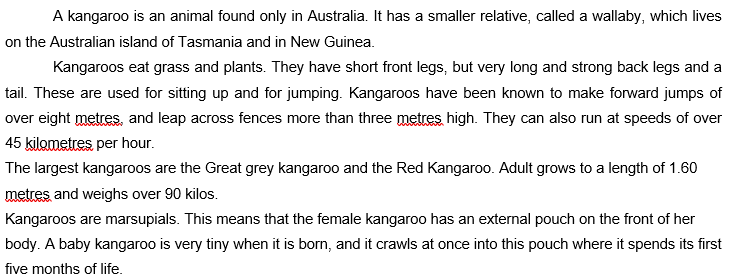 A kangaroo is an animal found only in Australia. It has a smaller relative, called a wallaby, which lives
on the Australian island of Tasmania and in New Guinea.
Kangaroos eat grass and plants. They have short front legs, but very long and strong back legs and a
tail. These are used for sitting up and for jumping. Kangaroos have been known to make forward jumps of
over eight metres, and leap across fences more than three metres high. They can also run at speeds of over
45 kilometres per hour.
The largest kangaroos are the Great grey kangaroo and the Red Kangaroo. Adult grows to a length of 1.60
metres and weighs over 90 kilos.
Kangaroos are marsupials. This means that the female kangaroo has an external pouch on the front of her
body. A baby kangaroo is very tiny when it is born, and it crawls at once into this pouch where it spends its first
five months of life.